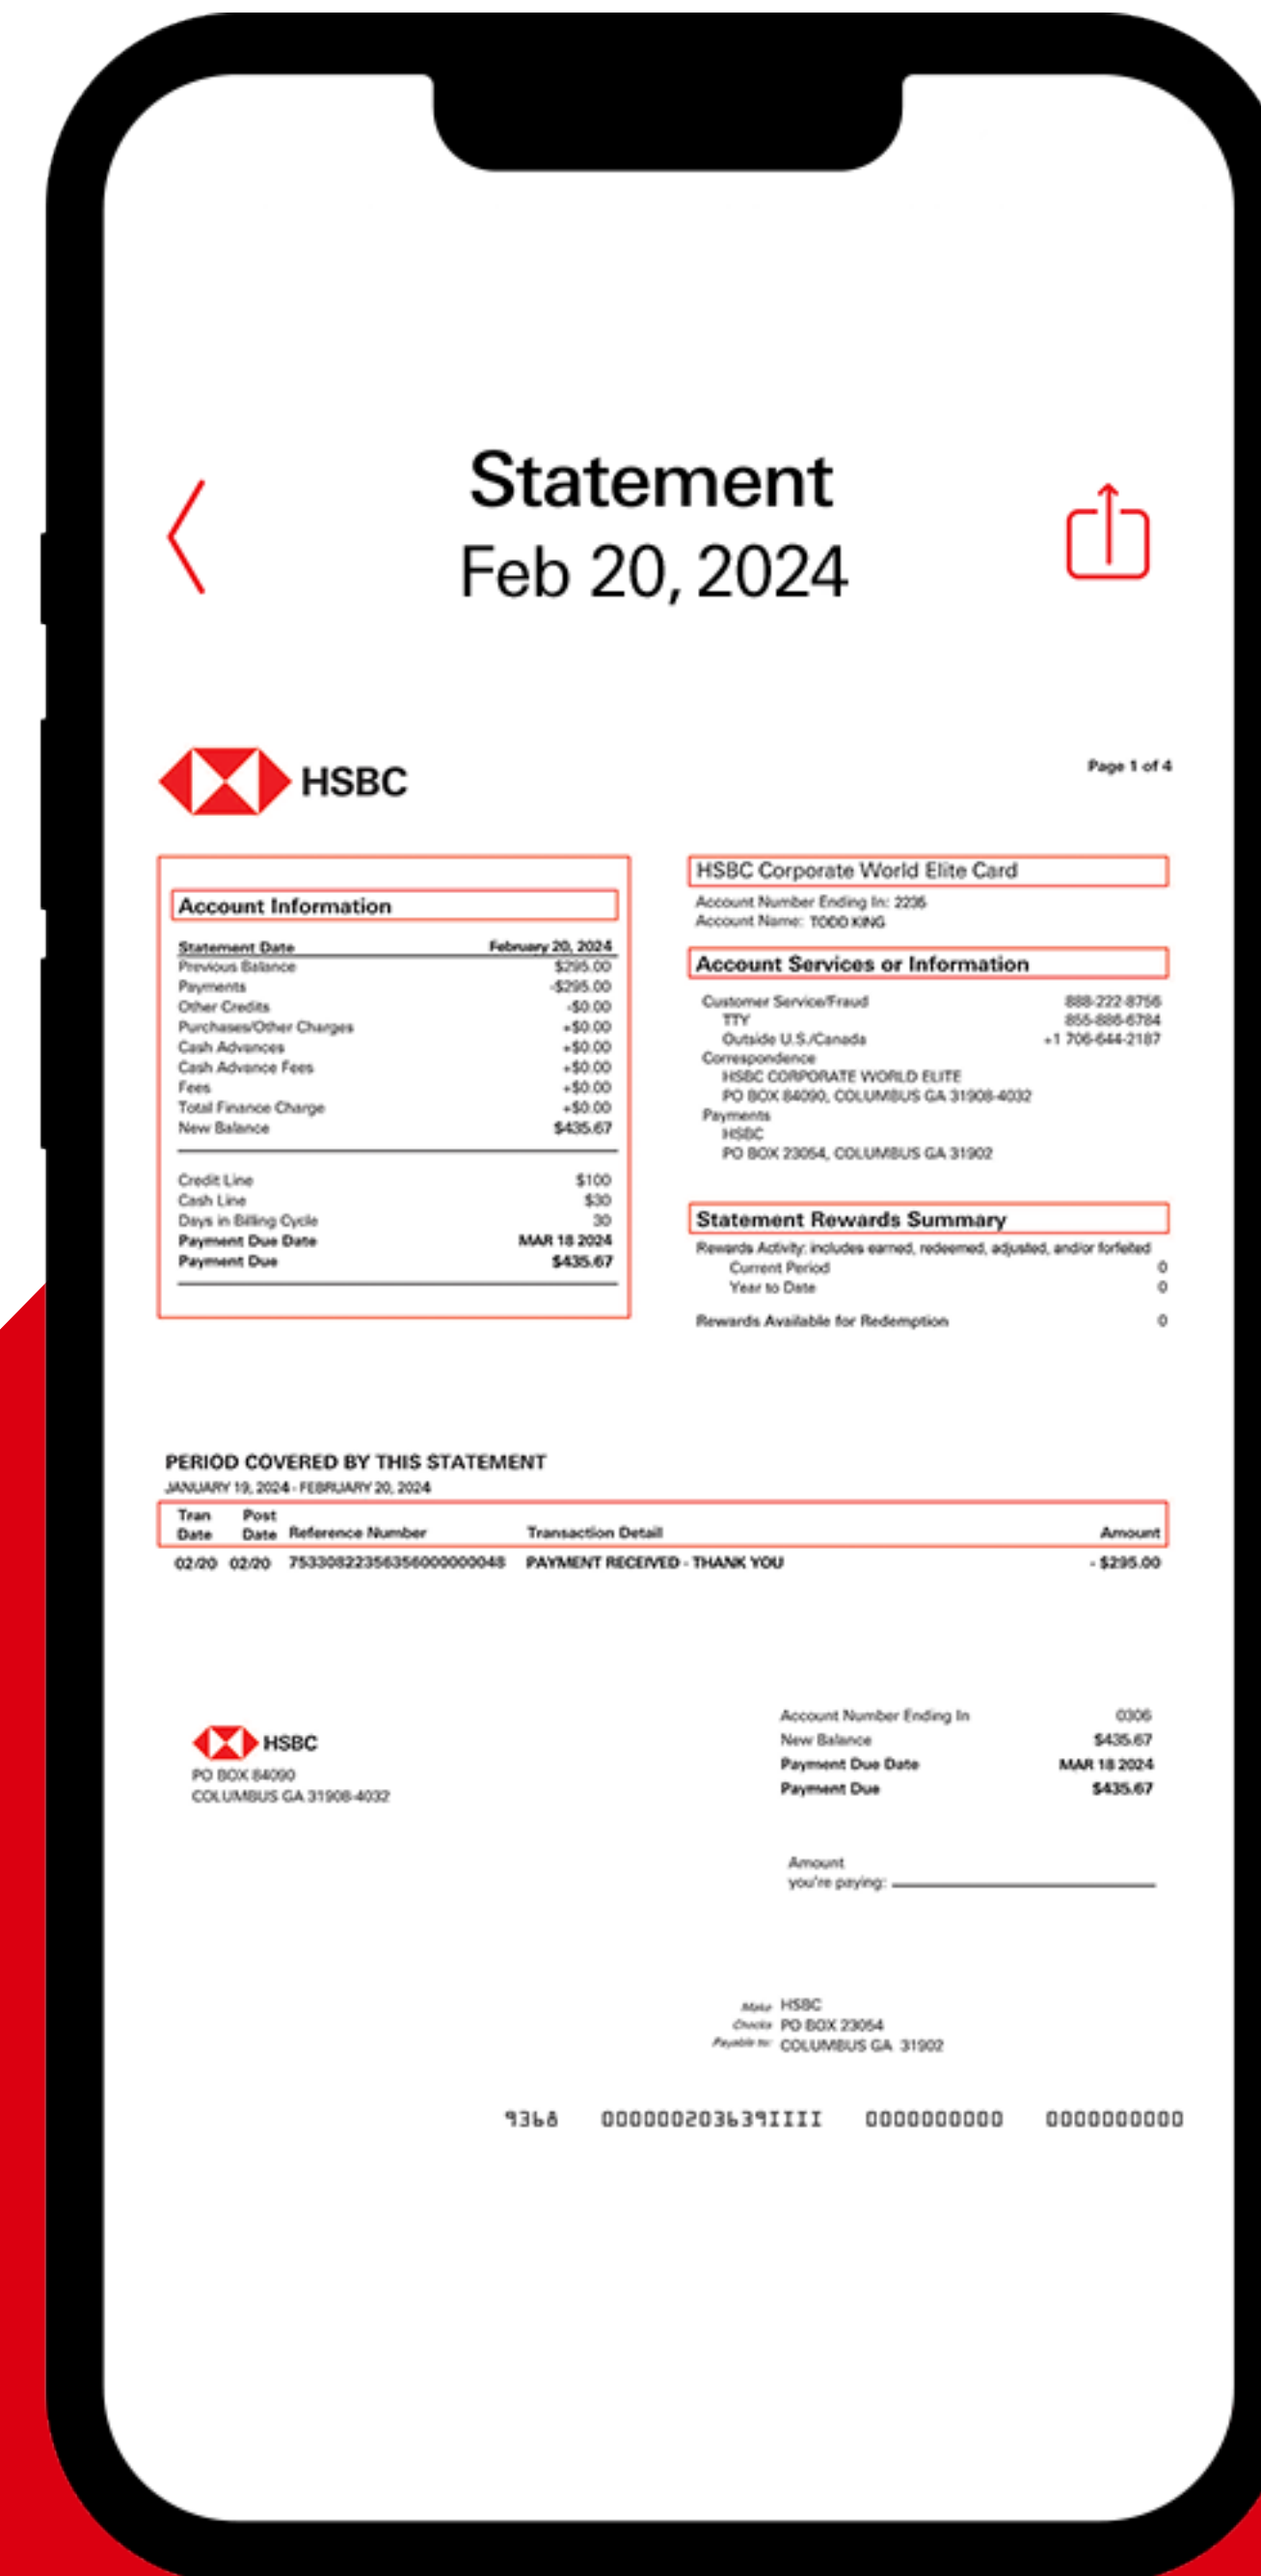 Statement
Feb 20, 2024
HSBC
Page 1 of 4
Account Information
Statement Date February 20, 2024
Previous Balance $295.00
Payments -$295.00
Other Credits -$0.00
Purchases/Other Charges +$0.00
Cash Advances +$0.00
Cash Advance Fees +$0.00
Fees +$0.00
Total Finance Charge +$0.00
New Balance $435.67
Credit Line $100
Cash Line $30
Days in Billing Cycle 30
Payment Due Date MAR 18 2024
Payment Due $435.67
HSBC Corporate World Elite Card
Account Number Ending In: 2235
Account Name: TODD KING
Account Services or Information
Customer Service/Fraud 888-222-8756
TTY 855-886-6784
Outside U.S./Canada +1 706-644-2187
Correspondence
HSBC CORPORATE WORLD ELITE
PO BOX 84090, COLUMBUS GA 31908-4032
Payments
HSBC
PO BOX 23054, COLUMBUS GA 31902
Statement Rewards Summary
Rewards Activity: includes earned, redeemed, adjusted, and/or forfeited
Current Period 0
Year to Date 0
Rewards Available for Redemption 0
PERIOD COVERED BY THIS STATEMENT
JANUARY 19, 2024 - FEBRUARY 20, 2024
Tran Post
Date Date Reference Number Transaction Detail Amount
02/20 02/20 75330822356356000000048 PAYMENT RECEIVED - THANK YOU - $295.00
HSBC
PO BOX 84090
COLUMBUS GA 31908-4032
Account Number Ending In 0306
New Balance $435.67
Payment Due Date MAR 18 2024
Payment Due $435.67
Amount
you're paying:
Make HSBC
Checks PO BOX 23054
Payable to: COLUMBUS GA 31902
9368 000000203639IIII 0000000000 0000000000